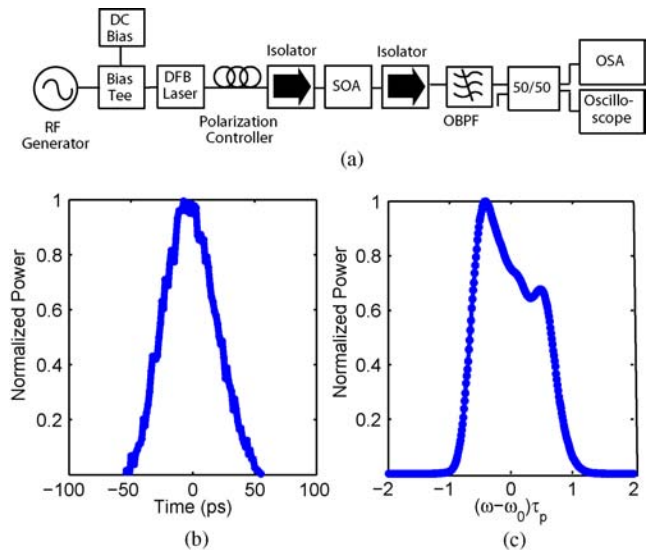 DC
Bias
Isolator
Isolator
Bias
Tee
DFB
Laser
SOA
50/50
OSA
Oscillo-
scope
RF
Generator
Polarization
Controller
OBPF
(a)
Normalized Power
1
0.8
0.6
0.4
0.2
-100 -50 0 50 100
Time (ps)
(b)
Normalized Power
1
0.8
0.6
0.4
0.2
-2 -1 0 1 2
(ω-ω0)τp
(c)